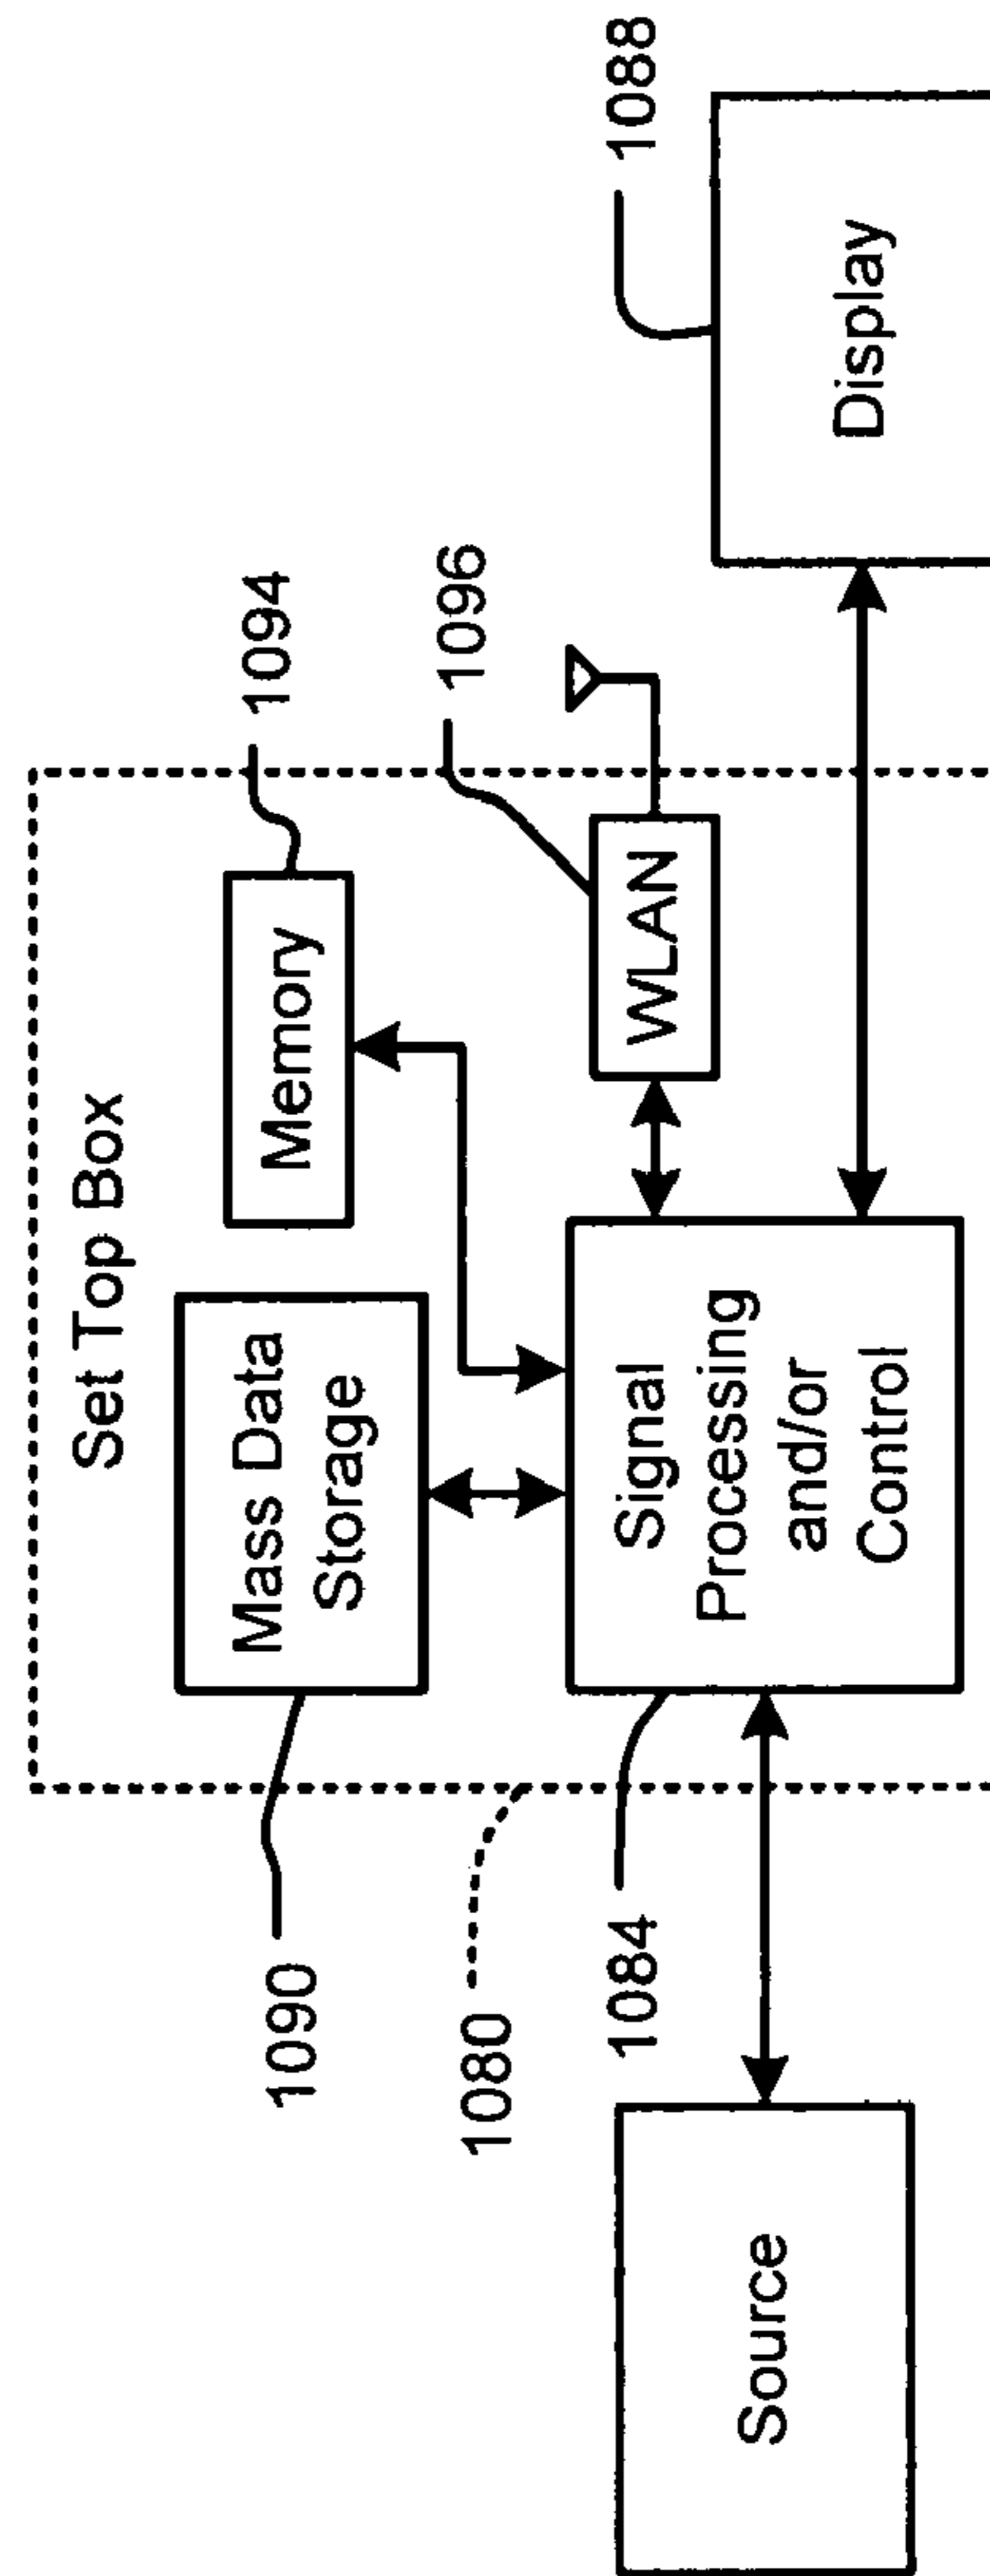 Set Top Box
1090
Mass Data
Storage
Memory
1094
1080
1096
WLAN
1084
Signal
Processing
and/or
Control
1088
Source
Display